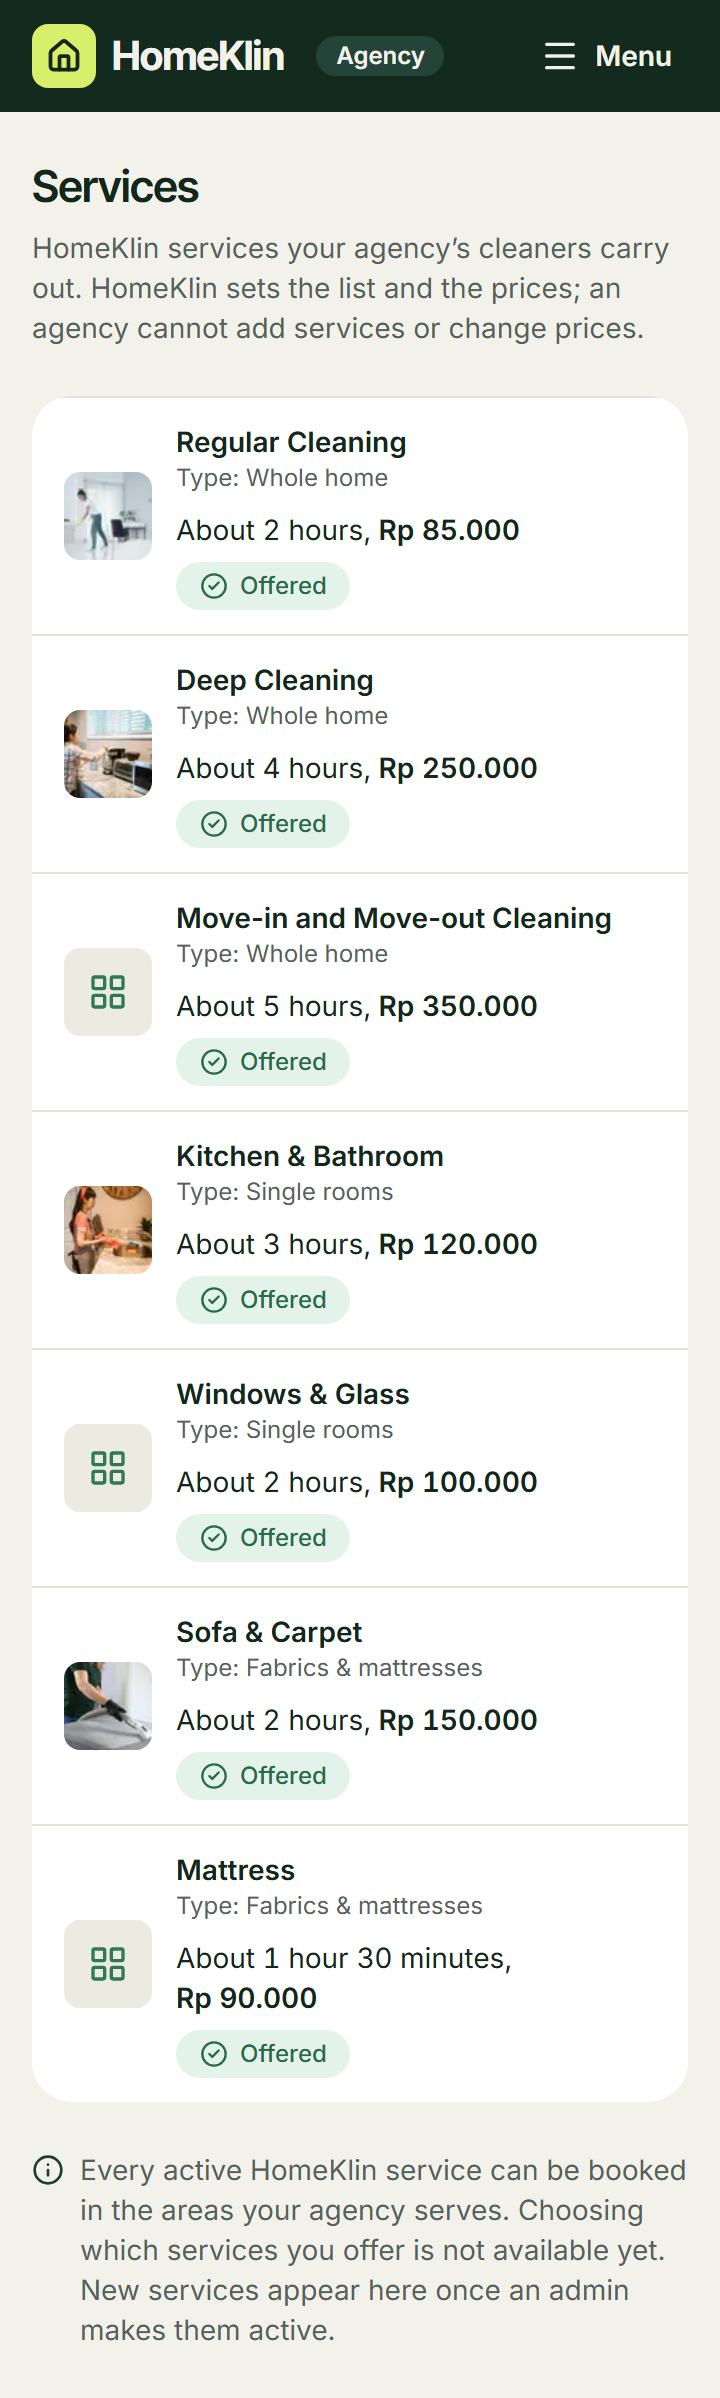 HomeKlin
Agency
Menu
Services
HomeKlin services your agency’s cleaners carry
out. HomeKlin sets the list and the prices; an
agency cannot add services or change prices.
Regular Cleaning
Type: Whole home
About 2 hours, Rp 85.000
Offered
Deep Cleaning
Type: Whole home
About 4 hours, Rp 250.000
Offered
Move-in and Move-out Cleaning
Type: Whole home
About 5 hours, Rp 350.000
Offered
Kitchen & Bathroom
Type: Single rooms
About 3 hours, Rp 120.000
Offered
Windows & Glass
Type: Single rooms
About 2 hours, Rp 100.000
Offered
Sofa & Carpet
Type: Fabrics & mattresses
About 2 hours, Rp 150.000
Offered
Mattress
Type: Fabrics & mattresses
About 1 hour 30 minutes,
Rp 90.000
Offered
Every active HomeKlin service can be booked
in the areas your agency serves. Choosing
which services you offer is not available yet.
New services appear here once an admin
makes them active.